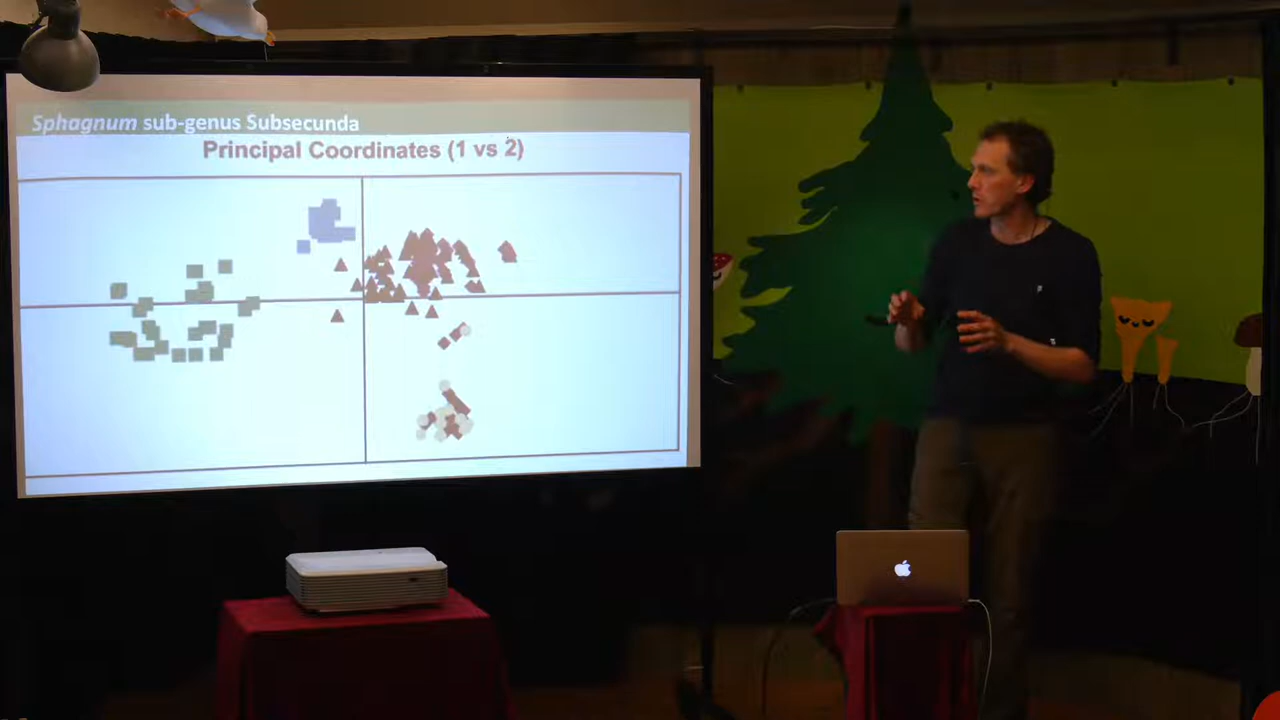 Sphagnum sub-genus Subsecunda
Principal Coordinates (1 vs 2)